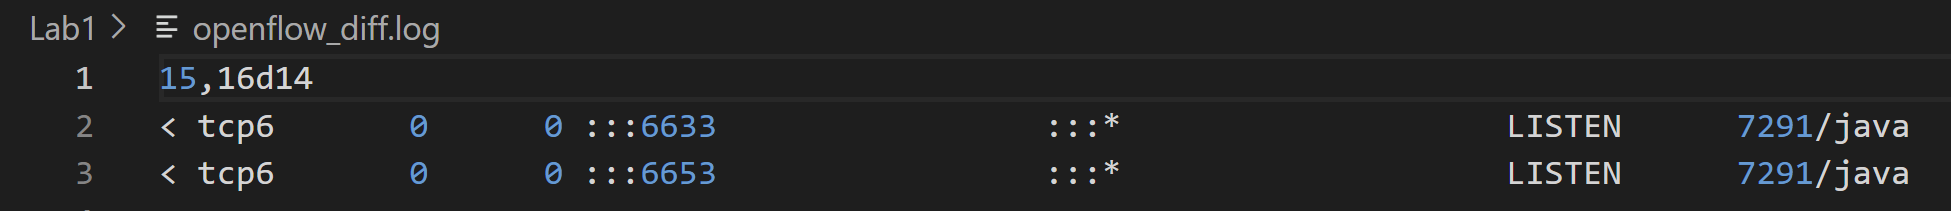 Lab1 > openflow_diff.log
1 15,16d14
2 < tcp6       0      0 :::6633                 :::*                    LISTEN      7291/java
3 < tcp6       0      0 :::6653                 :::*                    LISTEN      7291/java